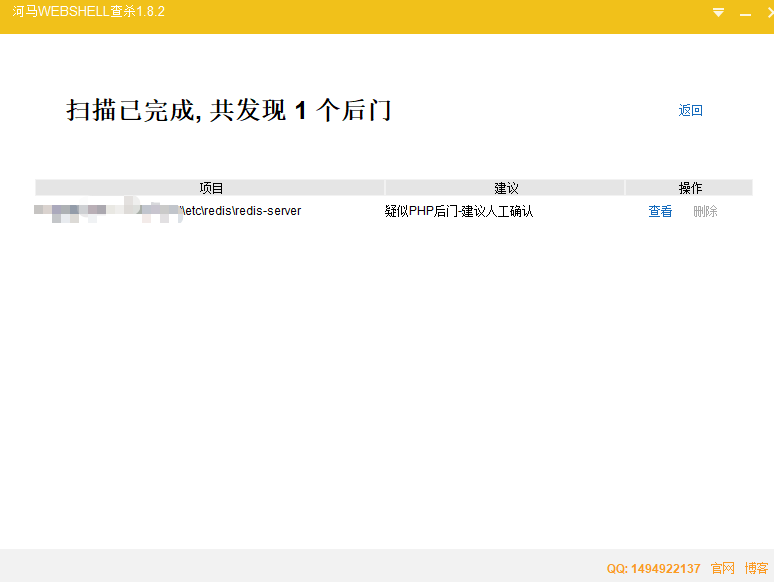 河马WEBSHELL查杀1.8.2
扫描已完成, 共发现 1 个后门
返回
项目 建议 操作
\etc\redis\redis-server 疑似PHP后门-建议人工确认 查看 删除
QQ: 1494922137 官网 博客